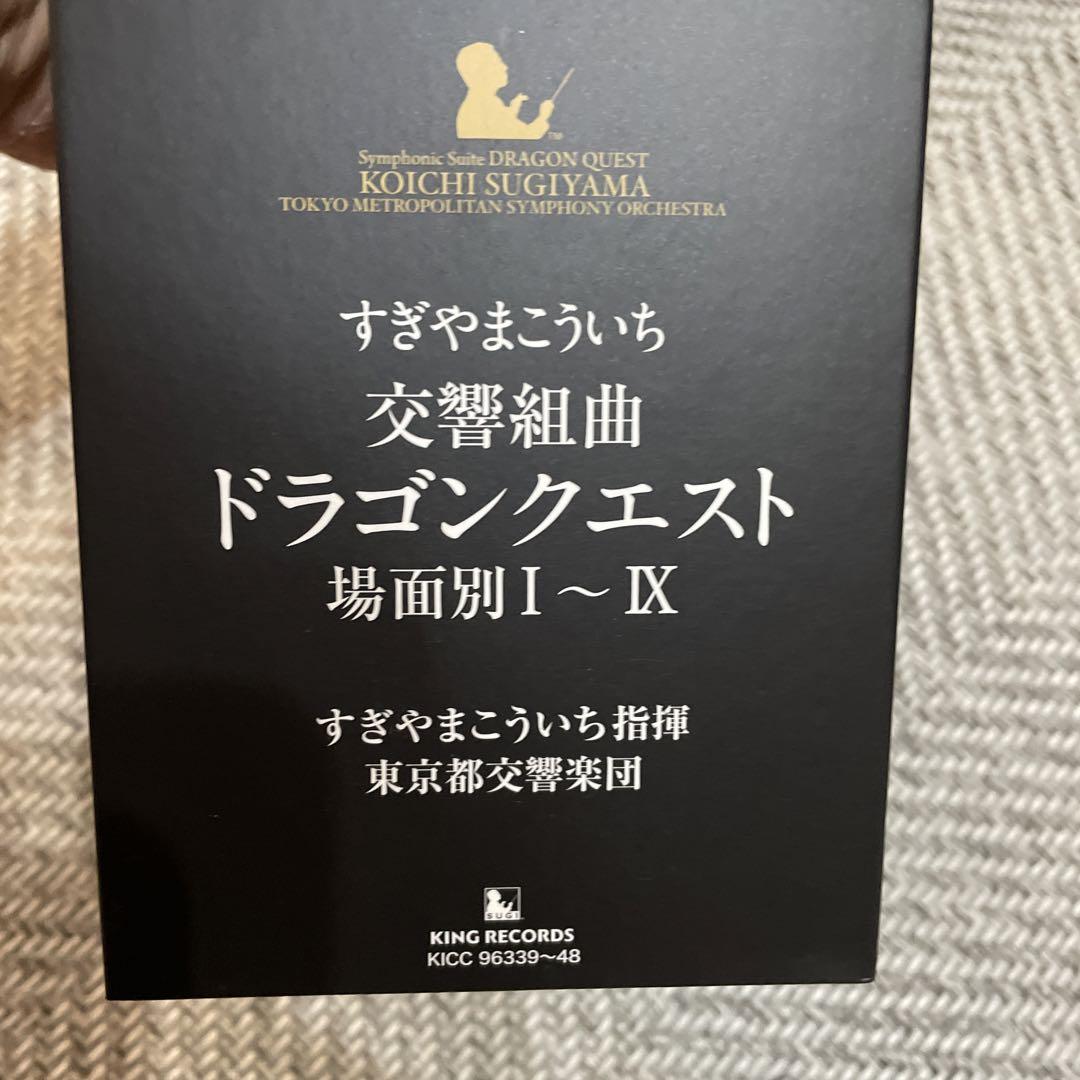 TM
Symphonic Suite DRAGON QUEST
KOICHI SUGIYAMA
TOKYO METROPOLITAN SYMPHONY ORCHESTRA
すぎやまこういち
交響組曲
ドラゴンクエスト
場面別Ⅰ～Ⅸ
すぎやまこういち指揮
東京都交響楽団
SUGI
KING RECORDS
KICC 96339～48